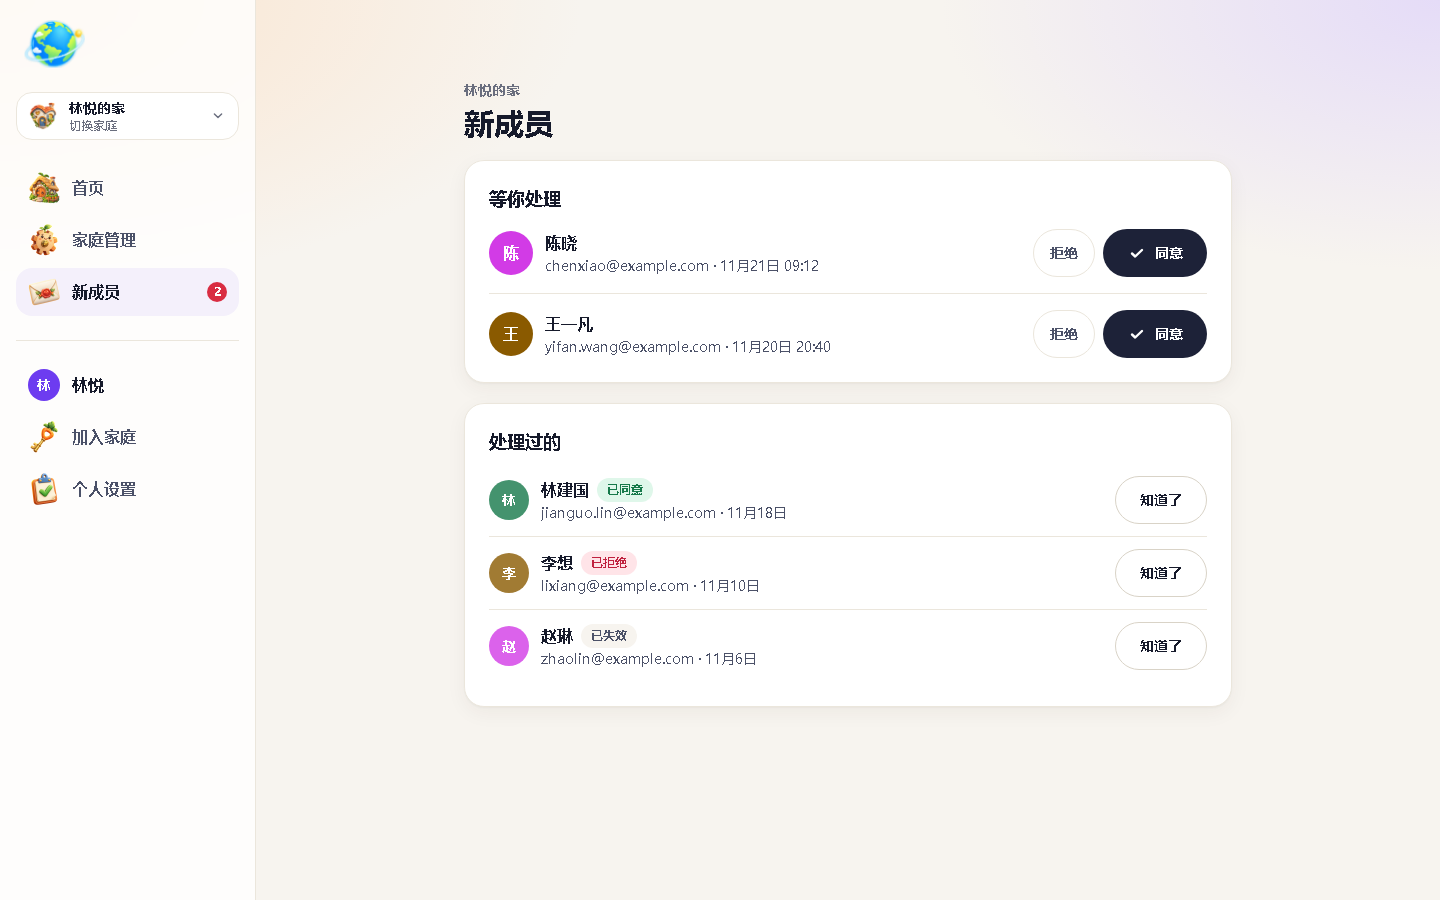 林悦的家
切换家庭
首页
家庭管理
新成员
2
林
林悦
加入家庭
个人设置
林悦的家
新成员
等你处理
陈
陈晓
chenxiao@example.com · 11月21日 09:12
拒绝
同意
王
王一凡
yifan.wang@example.com · 11月20日 20:40
拒绝
同意
处理过的
林
林建国
已同意
jianguo.lin@example.com · 11月18日
知道了
李
李想
已拒绝
lixiang@example.com · 11月10日
知道了
赵
赵琳
已失效
zhaolin@example.com · 11月6日
知道了